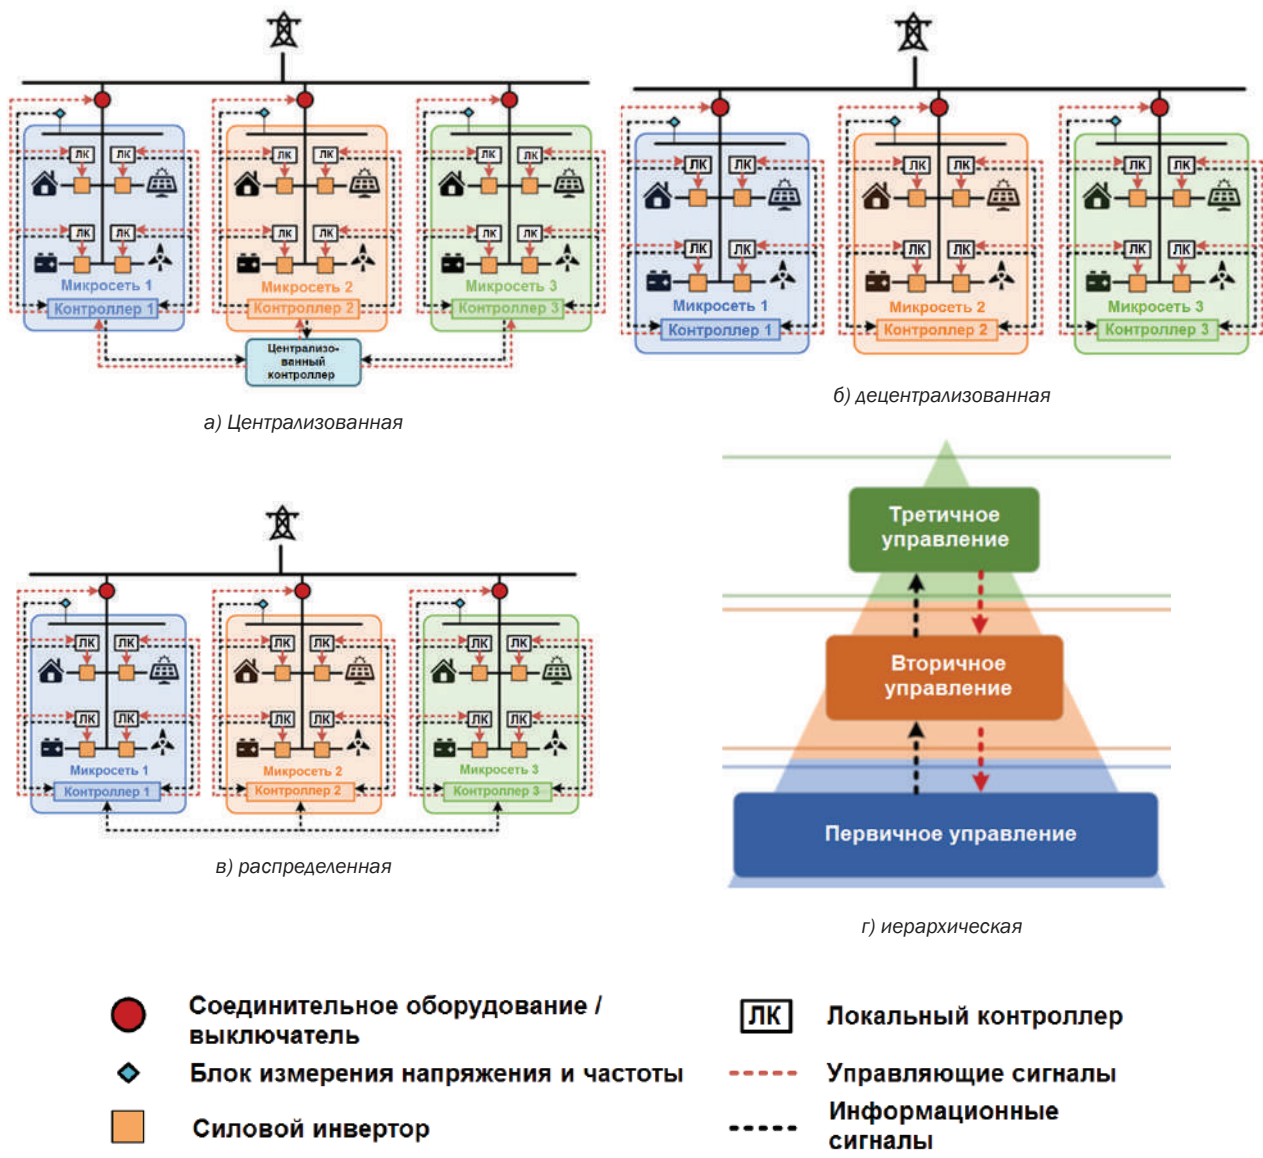 ЛК
ЛК
ЛК
ЛК
ЛК
ЛК
ЛК
ЛК
ЛК
ЛК
ЛК
ЛК
Микросеть 1
Микросеть 2
Микросеть 3
Контроллер 1
Контроллер 2
Контроллер 3
Централизо-
ванный
контроллер
а) Централизованная
ЛК
ЛК
ЛК
ЛК
ЛК
ЛК
ЛК
ЛК
ЛК
ЛК
ЛК
ЛК
Микросеть 1
Микросеть 2
Микросеть 3
Контроллер 1
Контроллер 2
Контроллер 3
б) децентрализованная
ЛК
ЛК
ЛК
ЛК
ЛК
ЛК
ЛК
ЛК
ЛК
ЛК
ЛК
ЛК
Микросеть 1
Микросеть 2
Микросеть 3
Контроллер 1
Контроллер 2
Контроллер 3
в) распределенная
Третичное
управление
Вторичное
управление
Первичное управление
г) иерархическая
Соединительное оборудование /
выключатель
Блок измерения напряжения и частоты
Силовой инвертор
ЛК
Локальный контроллер
Управляющие сигналы
Информационные
сигналы